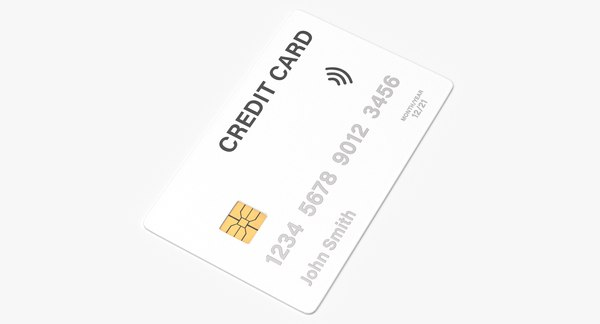 CREDIT CARD
1234 5678 9012 3456
MONTH/YEAR
12/21
John Smith